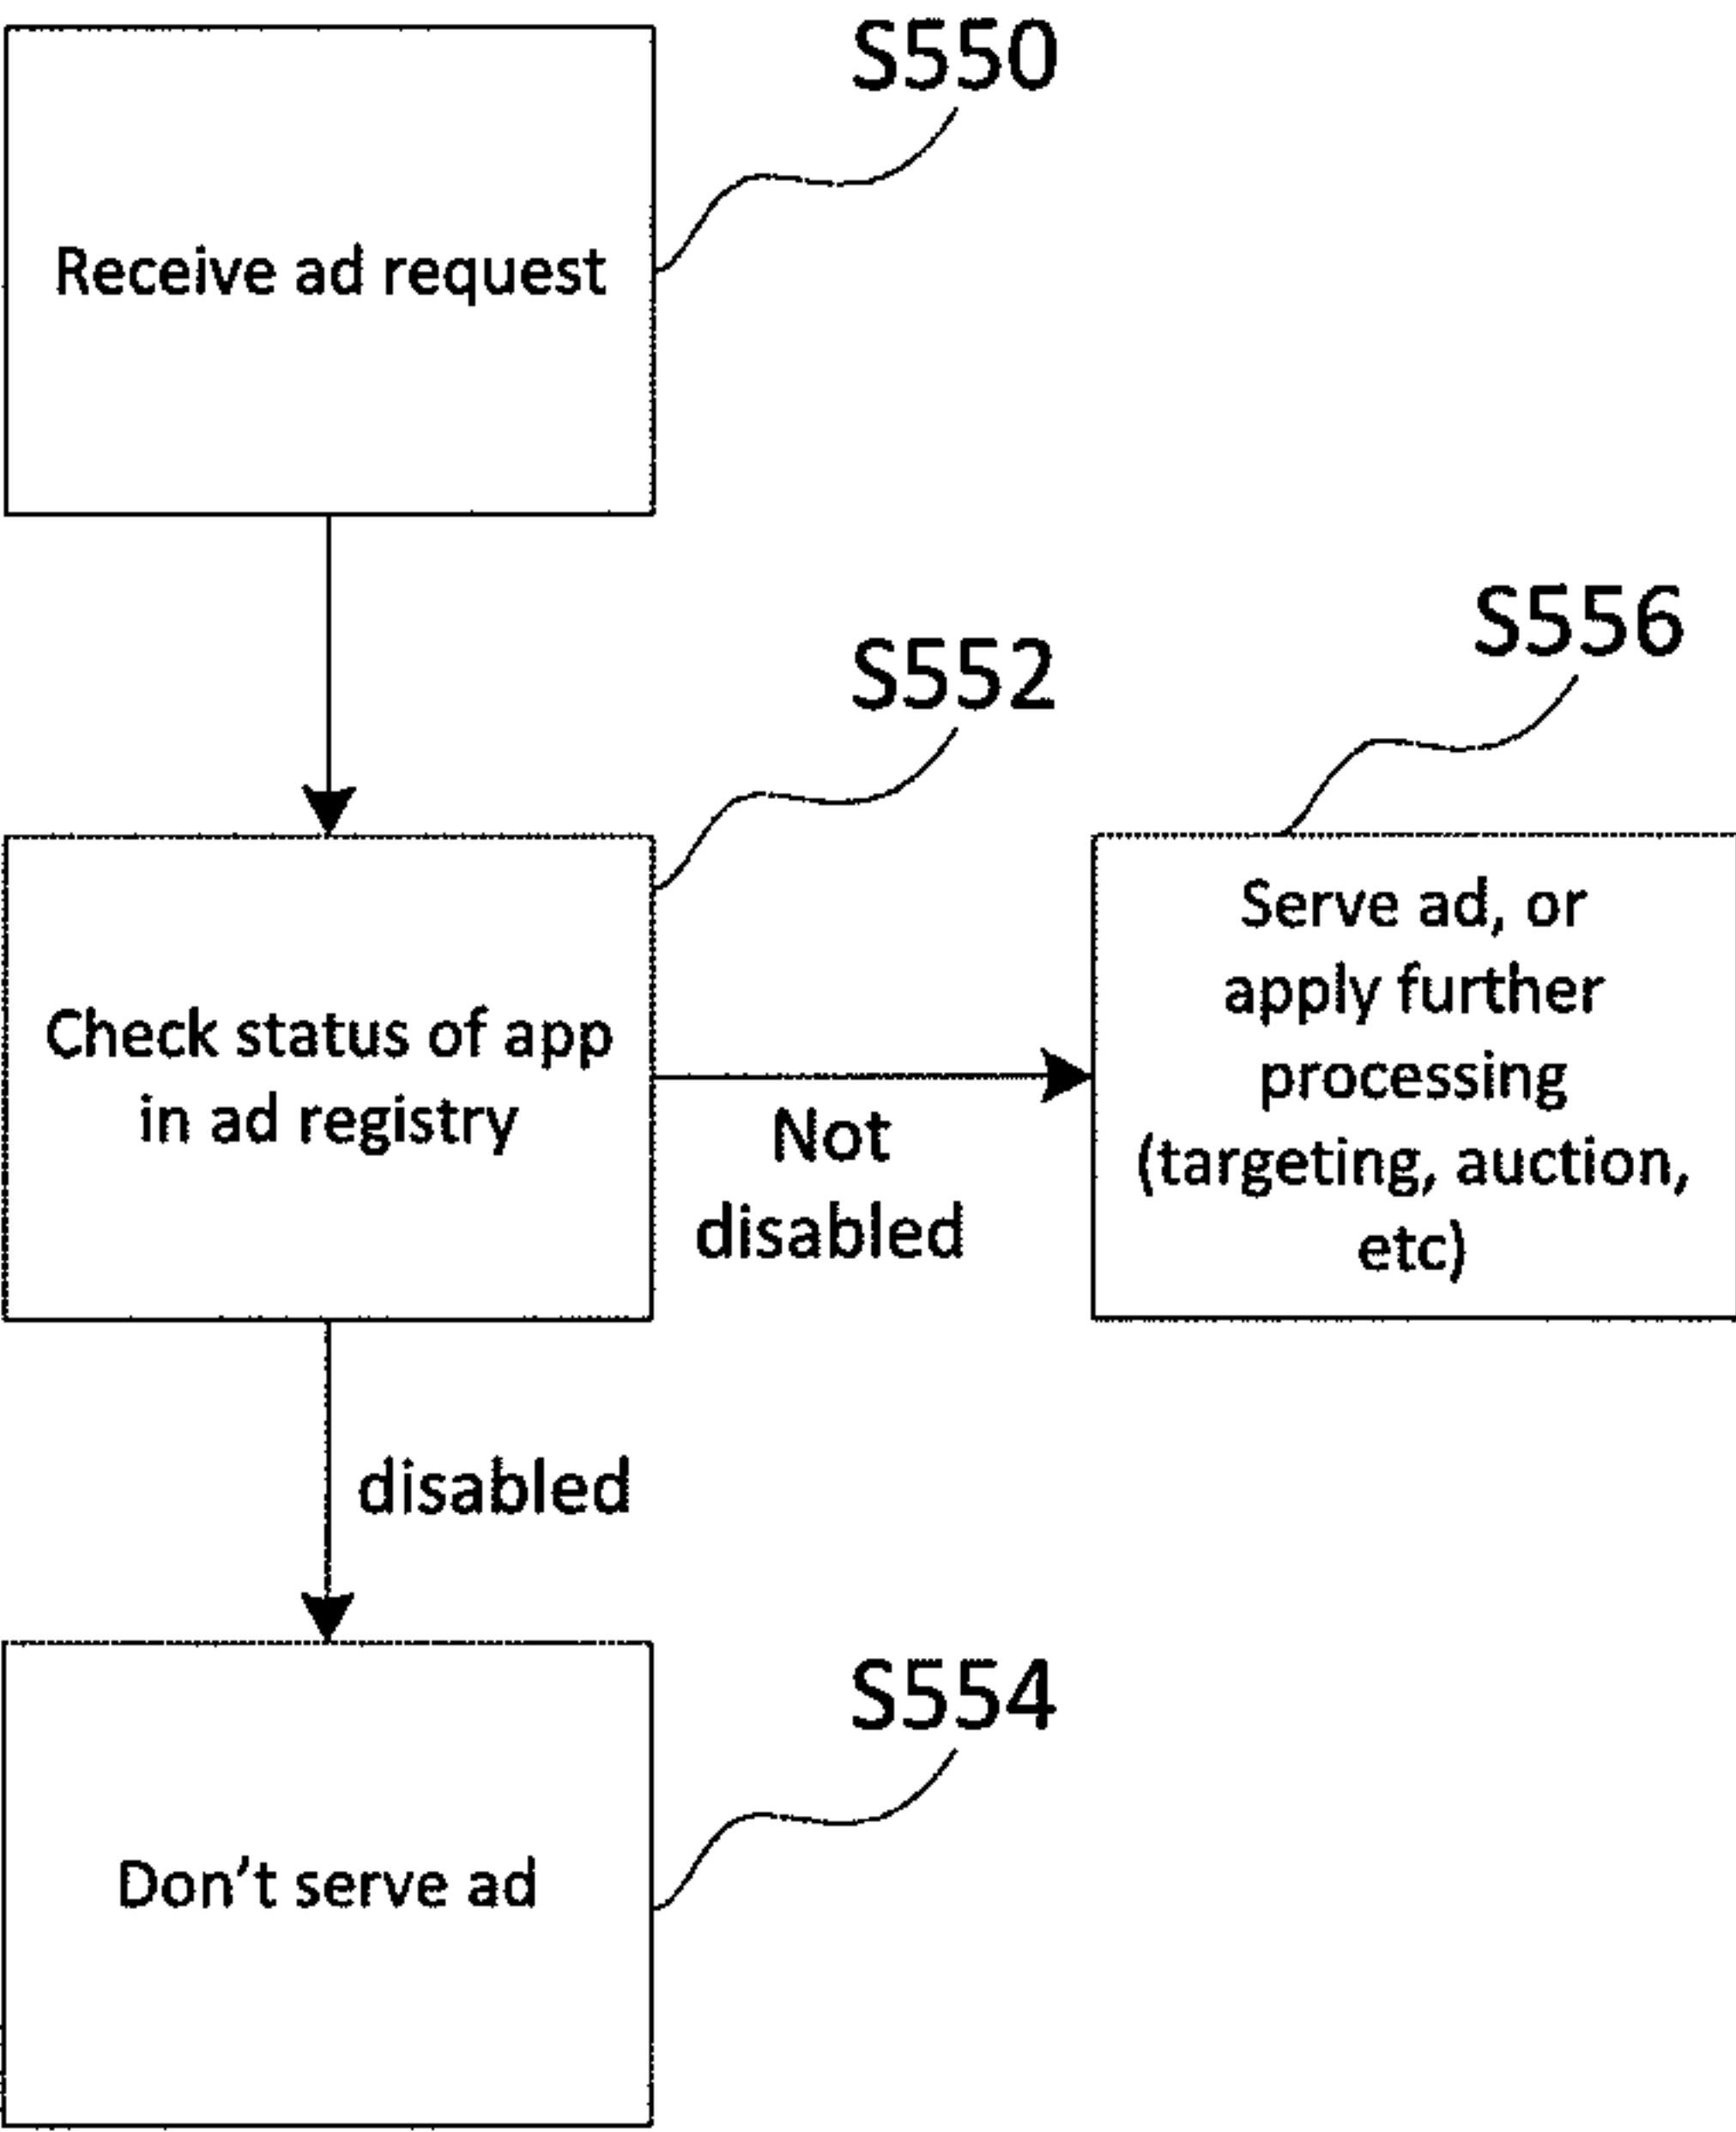 S550
Receive ad request
S552
S556
Check status of app
in ad registry
Not
disabled
Serve ad, or
apply further
processing
(targeting, auction,
etc)
disabled
S554
Don't serve ad